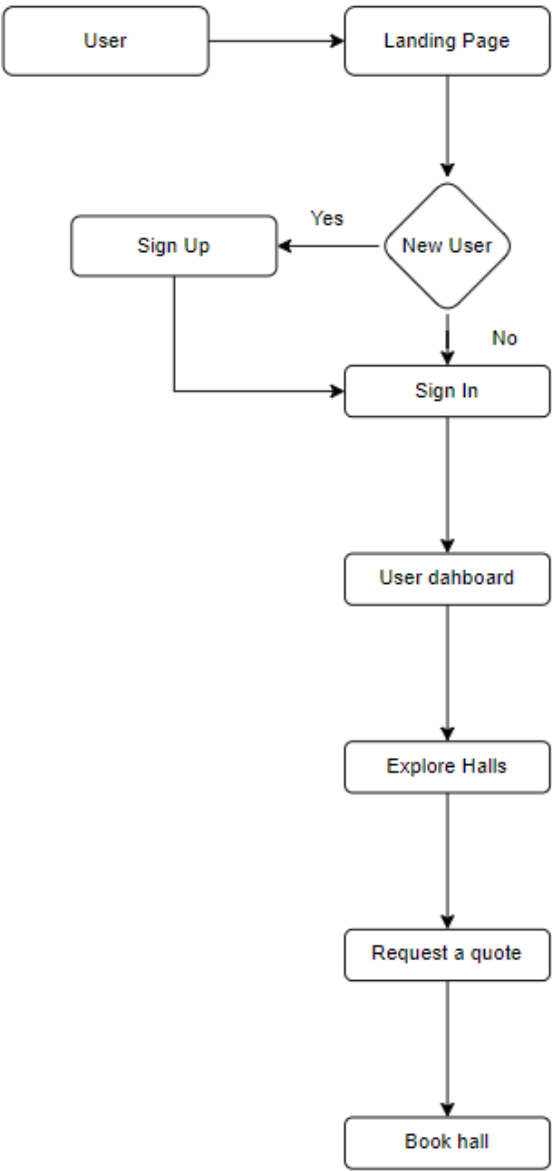 User
Landing Page
Yes
Sign Up
New User
No
Sign In
User dahboard
Explore Halls
Request a quote
Book hall